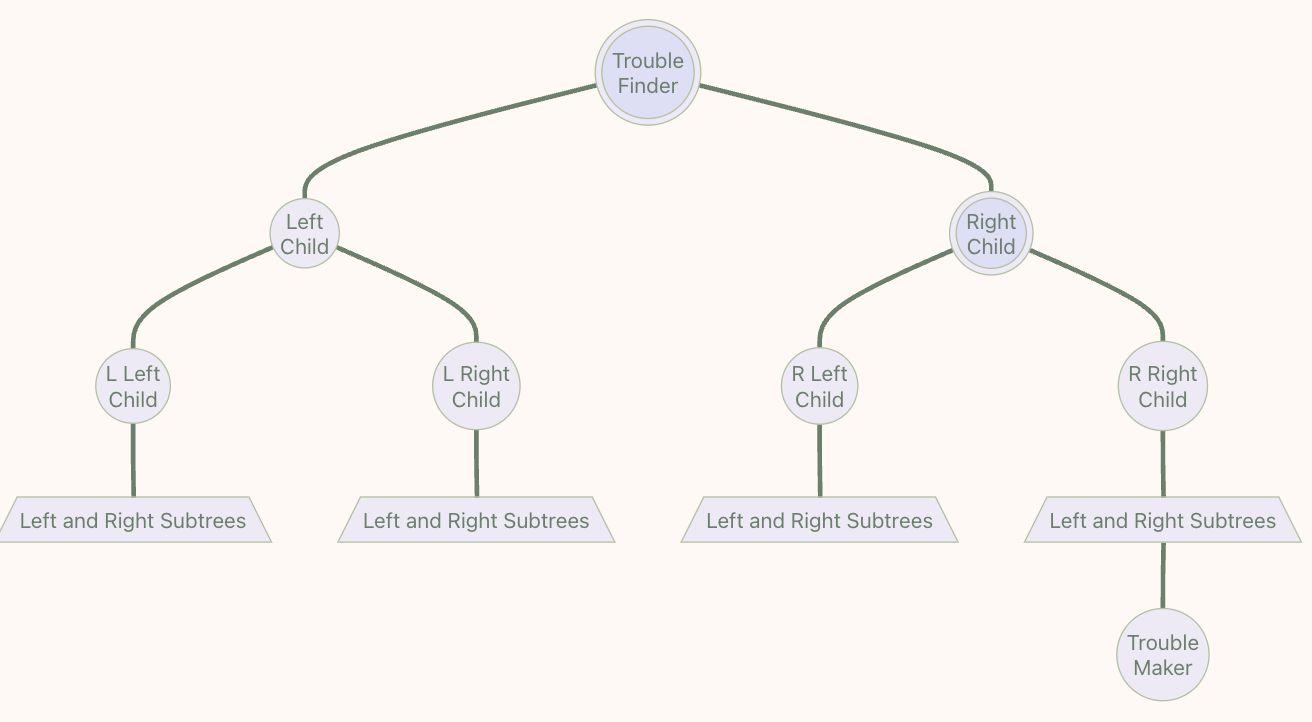 Trouble
Finder
Left
Child
Right
Child
L Left
Child
L Right
Child
R Left
Child
R Right
Child
Left and Right Subtrees
Left and Right Subtrees
Left and Right Subtrees
Left and Right Subtrees
Trouble
Maker